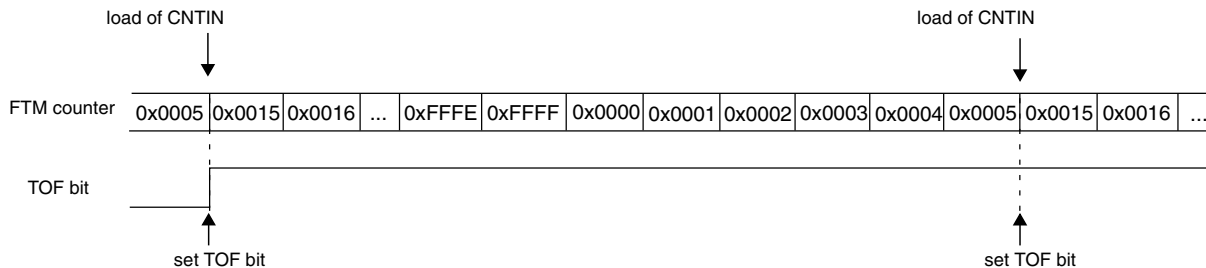 load of CNTIN load of CNTIN
FTM counter 0x0005 0x0015 0x0016 ... 0xFFFE 0xFFFF 0x0000 0x0001 0x0002 0x0003 0x0004 0x0005 0x0015 0x0016 ...
TOF bit
set TOF bit set TOF bit